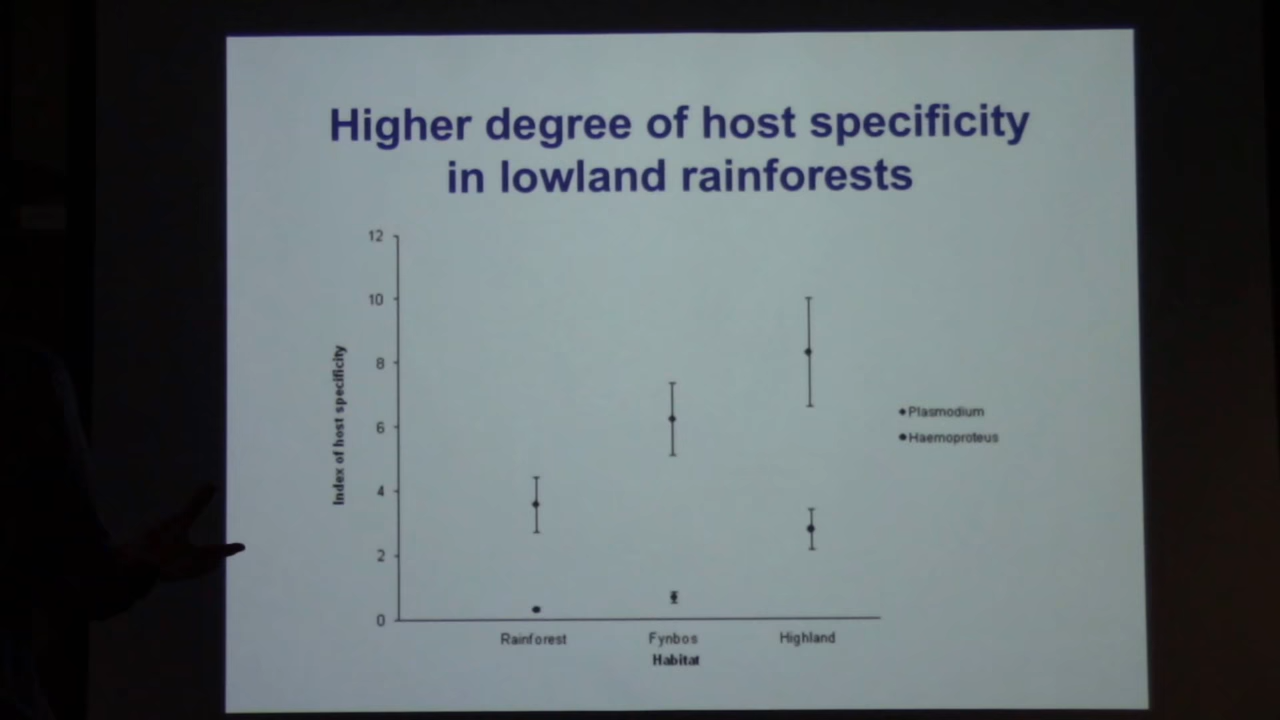 Higher degree of host specificity
in lowland rainforests
12
10
8
6
4
2
0
Index of host specificity
Rainforest
Fynbos
Highland
Habitat
Plasmodium
Haemoproteus